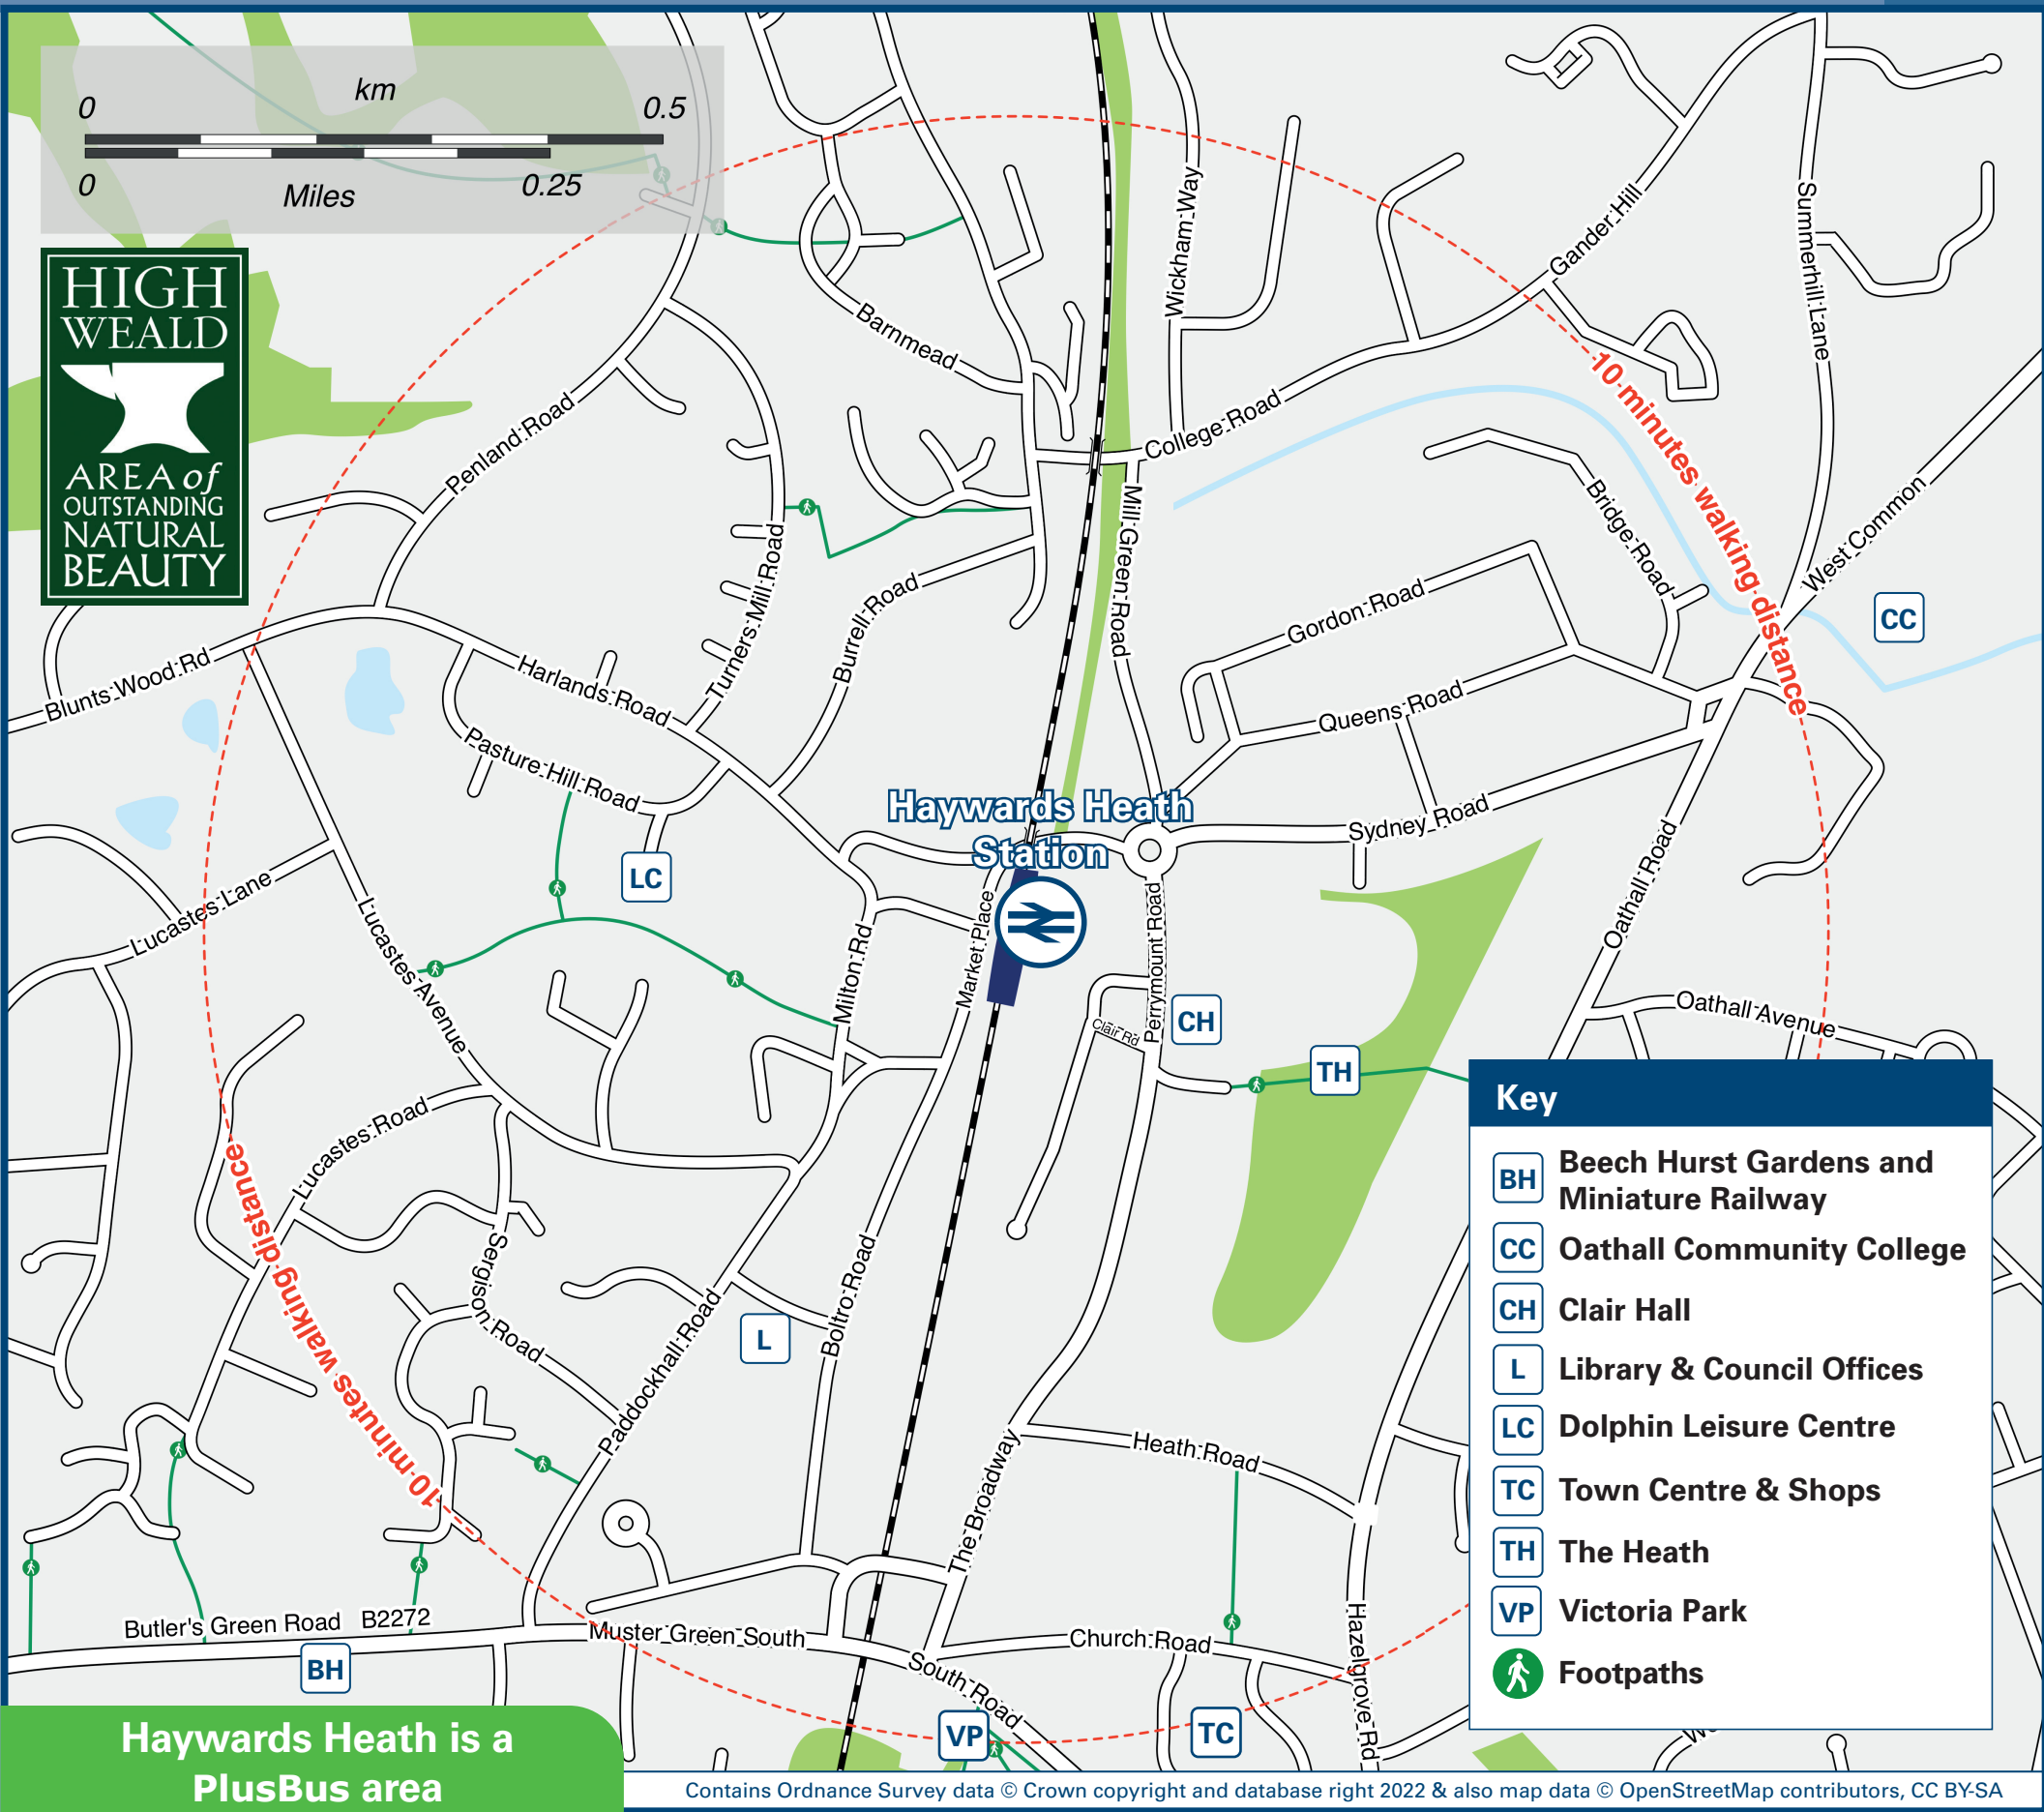 km
0
0.5
0
Miles
0.25
HIGH
WEALD
AREA of
OUTSTANDING
NATURAL
BEAUTY
Wickham Way
Gander Hill
Summerhill Lane
Barnmead
Penland Road
College Road
10 minutes walking distance
Bridge Road
West Common
CC
Mill Green Road
Turners Mill Road
Burrell Road
Gordon Road
Blunts Wood Rd
Harlands Road
Queens Road
Pasture Hill Road
Haywards Heath
Station
Sydney Road
LC
Lucastes Lane
Lucastes Avenue
Milton Rd
Market Place
Perrymount Road
Oathall Road
CH
Clair Rd
Oathall Avenue
TH
Lucastes Road
10 minutes walking distance
Sergison Road
Paddockhall Road
Boltro Road
L
Heath Road
The Broadway
Butler's Green Road
B2272
BH
Muster Green South
South Road
Church Road
Hazelgrove Rd
VP
TC
Key
BH
Beech Hurst Gardens and
Miniature Railway
CC
Oathall Community College
CH
Clair Hall
L
Library & Council Offices
LC
Dolphin Leisure Centre
TC
Town Centre & Shops
TH
The Heath
VP
Victoria Park
Footpaths
Haywards Heath is a
PlusBus area
Contains Ordnance Survey data © Crown copyright and database right 2022 & also map data © OpenStreetMap contributors, CC BY-SA